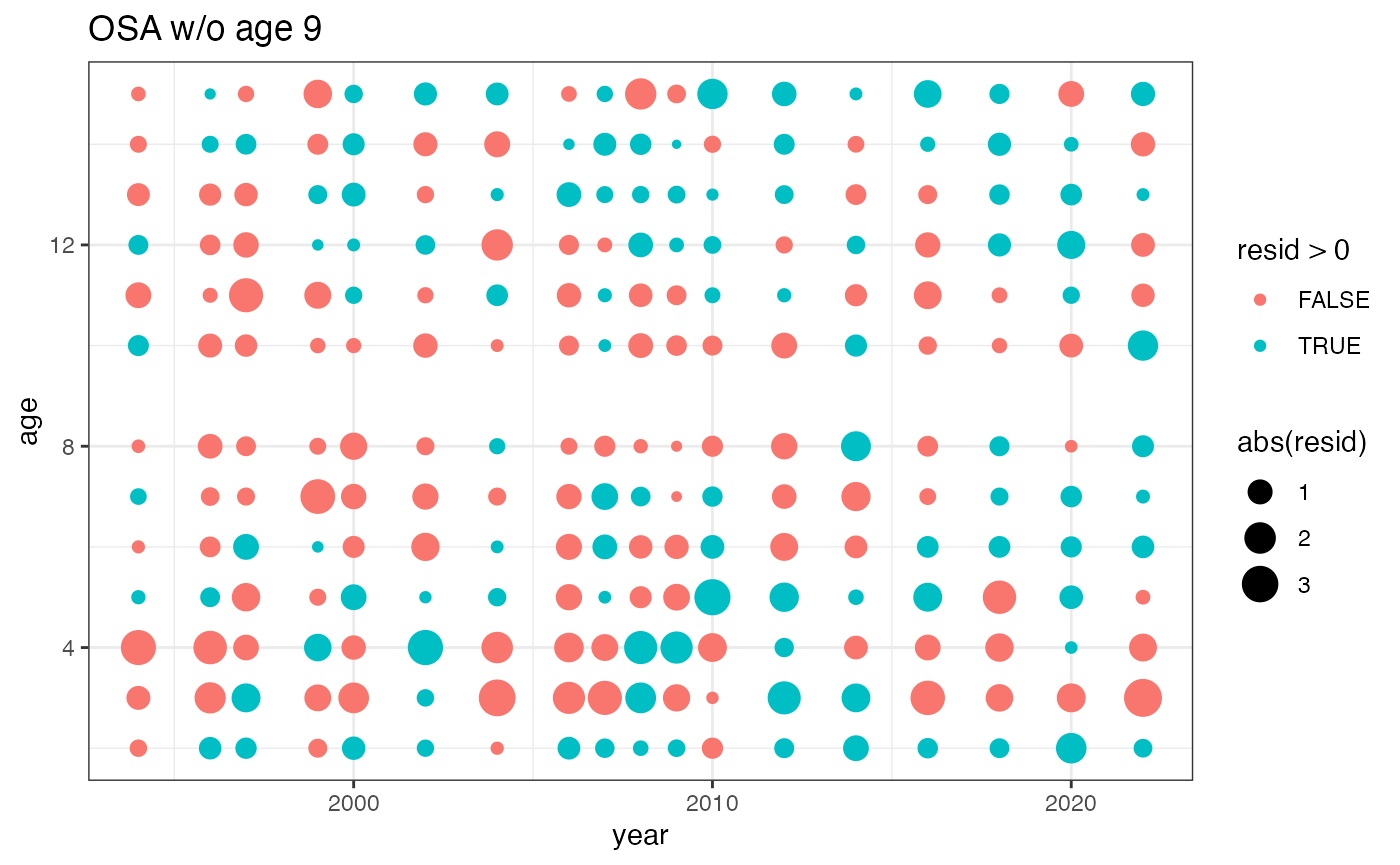 OSA w/o age 9
age
12
8
4
2000
2010
2020
year
resid > 0
FALSE
TRUE
abs(resid)
1
2
3